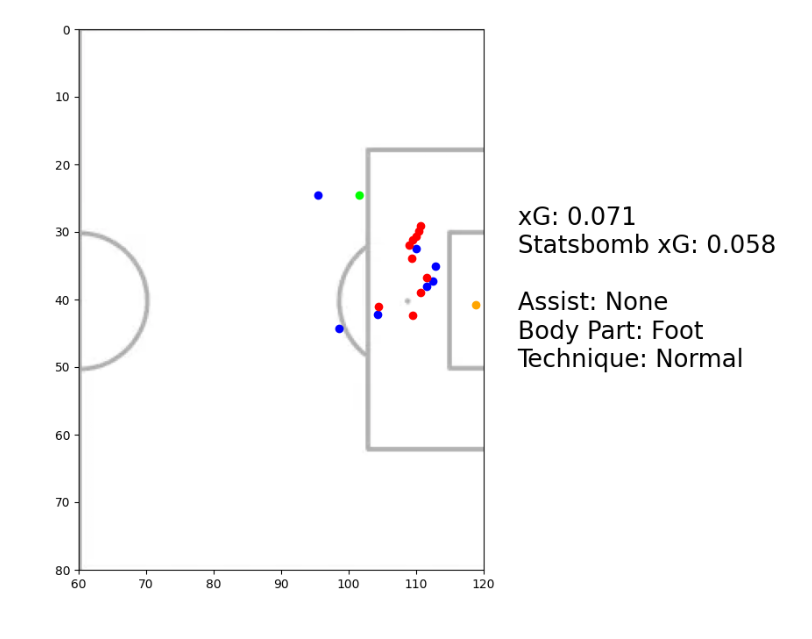 0
10
20
30
40
50
60
70
80
60 70 80 90 100 110 120
xG: 0.071
Statsbomb xG: 0.058
Assist: None
Body Part: Foot
Technique: Normal